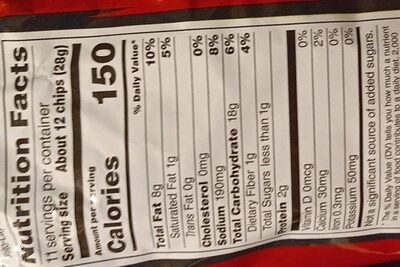 Nutrition Facts
11 servings per container
Serving size About 12 chips (28g)
Amount per serving
Calories 150
% Daily Value*
Total Fat 8g 10%
Saturated Fat 1g 5%
Trans Fat 0g
Cholesterol 0mg 0%
Sodium 190mg 8%
Total Carbohydrate 18g 6%
Dietary Fiber 1g 4%
Total Sugars less than 1g
Protein 2g
Vitamin D 0mcg 0%
Calcium 30mg 2%
Iron 0.3mg 0%
Potassium 50mg 0%
Not a significant source of added sugars.
* The % Daily Value (DV) tells you how much a nutrient
in a serving of food contributes to a daily diet. 2,000